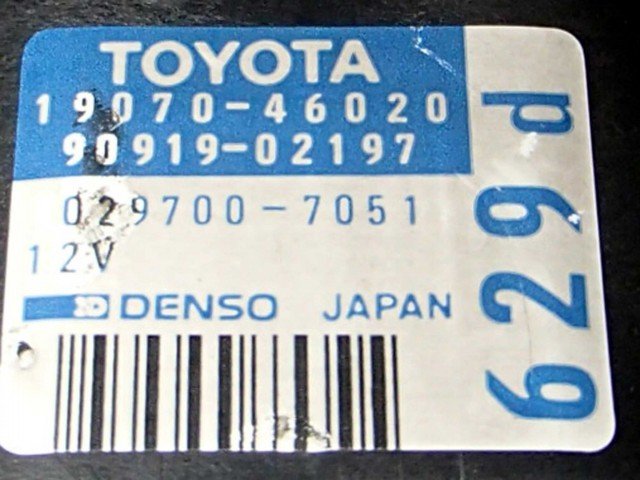 TOYOTA
19070-46020
90919-02197
029700-7051
12V
DENSO JAPAN
629d